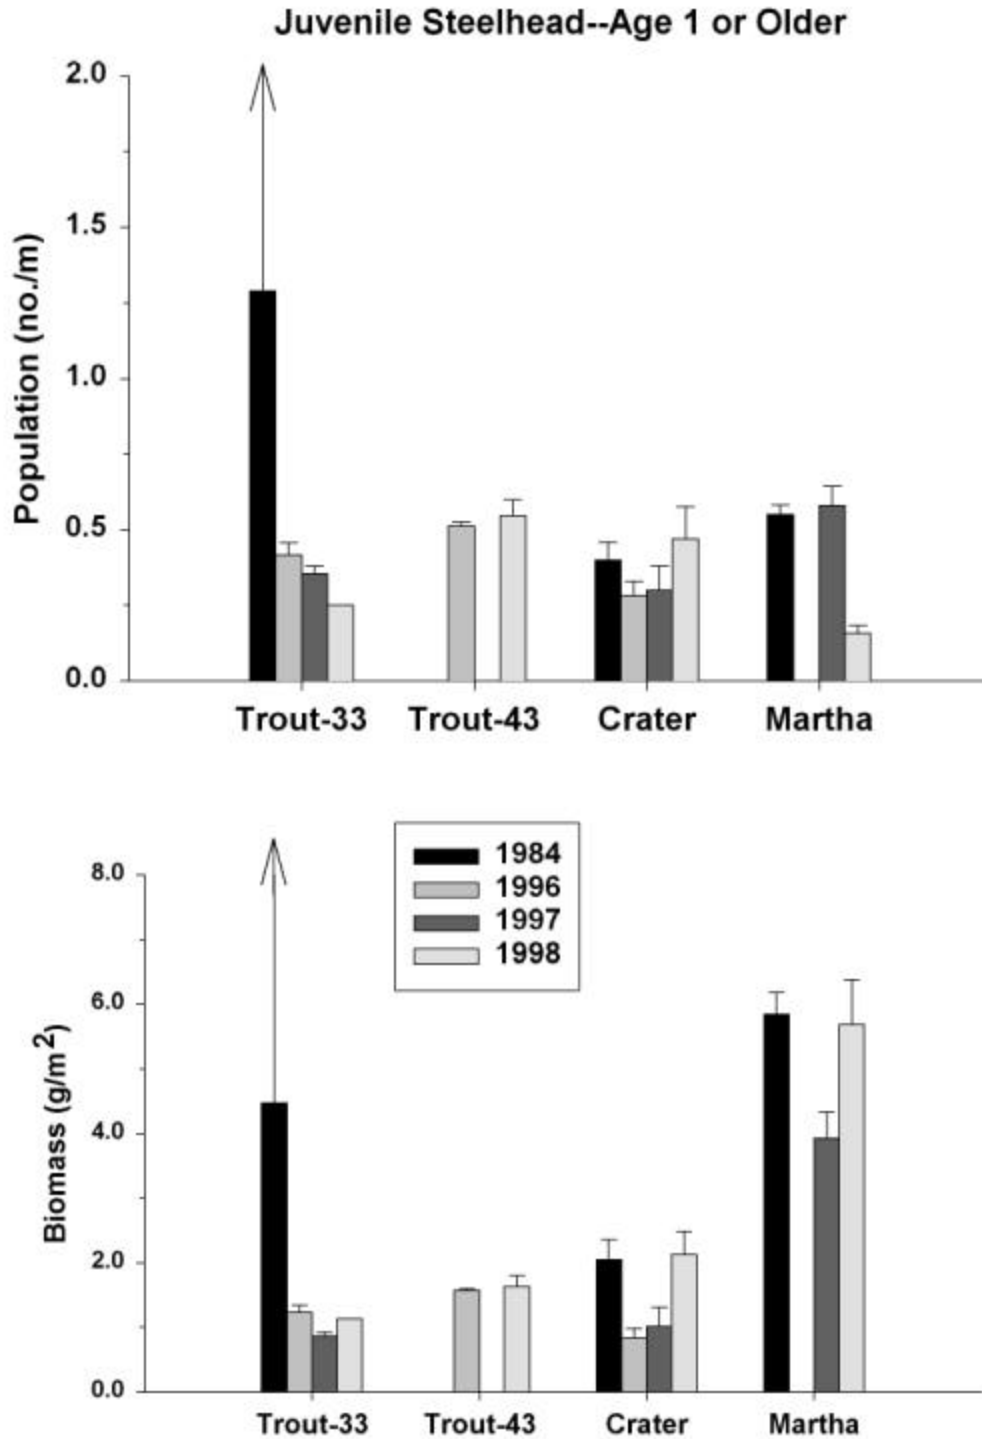 Juvenile Steelhead--Age 1 or Older
2.0
1.5
1.0
0.5
0.0
Population (no./m)
Trout-33 Trout-43 Crater Martha
8.0
6.0
4.0
2.0
0.0
Biomass (g/m²)
1984
1996
1997
1998
Trout-33 Trout-43 Crater Martha